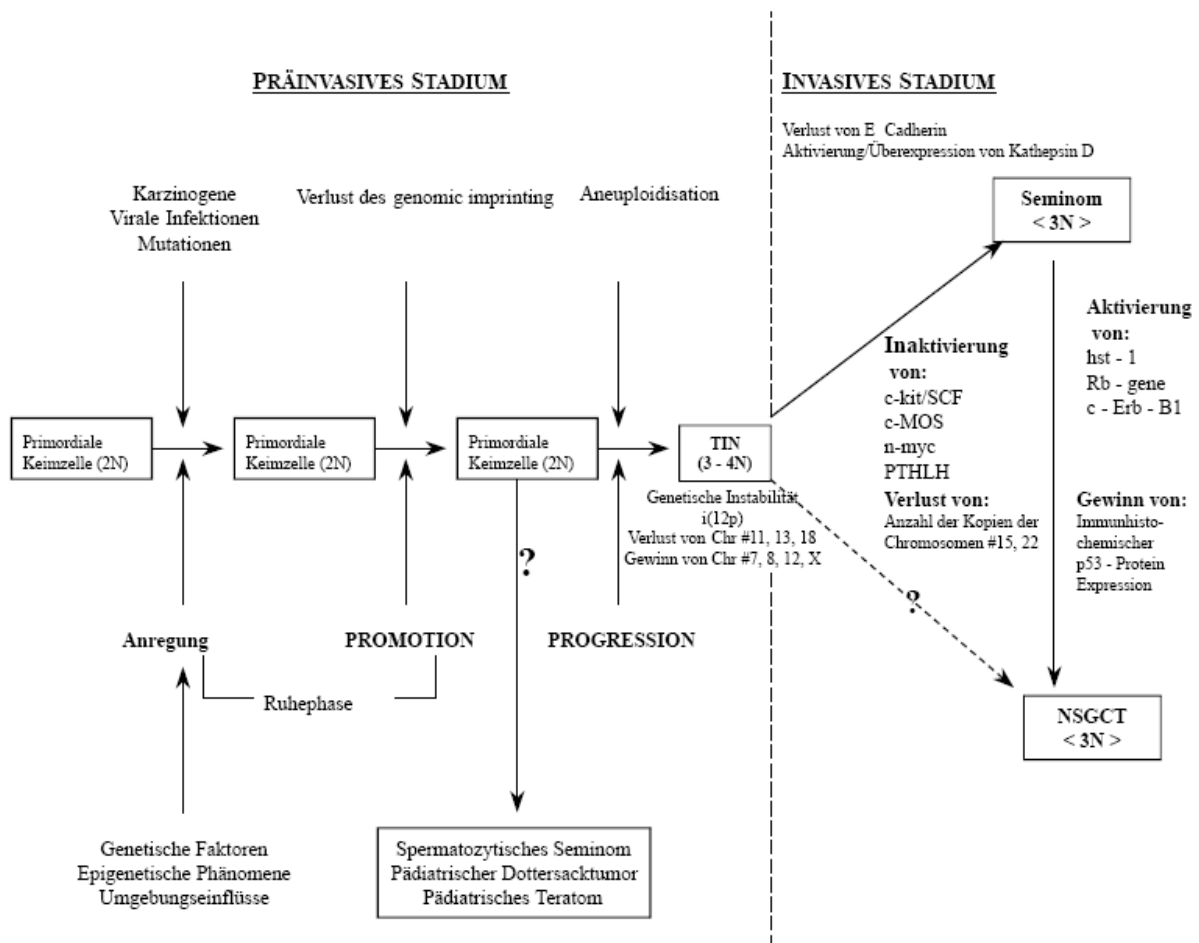 PRÄINVASIVES STADIUM
INVASIVES STADIUM
Verlust von E Cadherin
Aktivierung/Überexpression von Kathepsin D
Karzinogene
Virale Infektionen
Mutationen
Verlust des genomic imprinting
Aneuploidisation
Seminom
< 3N >
Primordiale
Keimzelle (2N)
Primordiale
Keimzelle (2N)
Primordiale
Keimzelle (2N)
TIN
(3 - 4N)
Genetische Instabilität
i(12p)
Verlust von Chr #11, 13, 18
Gewinn von Chr #7, 8, 12, X
Inaktivierung
von:
c-kit/SCF
c-MOS
n-myc
PTHLH
Verlust von:
Anzahl der Kopien der
Chromosomen #15, 22
Aktivierung
von:
hst - 1
Rb - gene
c - Erb - B1
Gewinn von:
Immunhisto-
chemischer
p53 - Protein
Expression
?
?
Anregung
PROMOTION
PROGRESSION
Ruhephase
NSGCT
< 3N >
Genetische Faktoren
Epigenetische Phänomene
Umgebungseinflüsse
Spermatozytisches Seminom
Pädiatrischer Dottersacktumor
Pädiatrisches Teratom